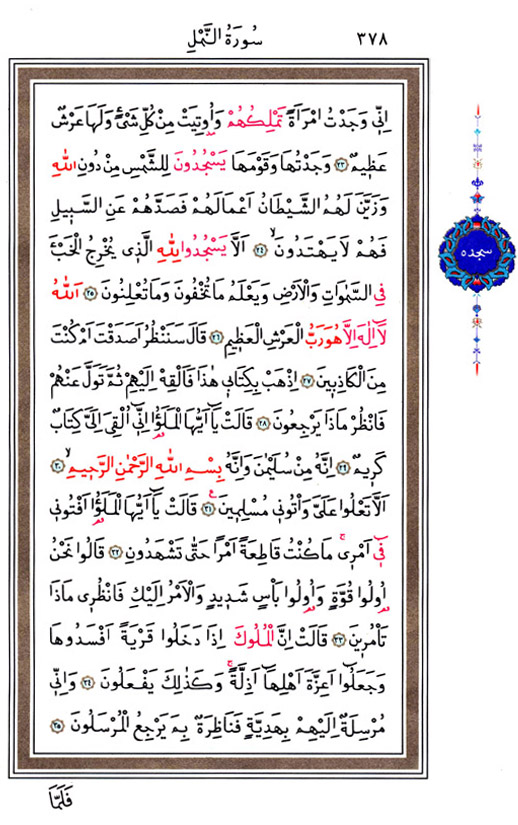 ٣٧٨ سُورَةُ النَّمْلِ
اِنّ۪ي وَجَدْتُ امْرَاَةً تَمْلِكُهُمْ وَاُو۫تِيَتْ مِنْ كُلِّ شَيْءٍ وَلَهَا عَرْشٌ
عَظ۪يمٌ ﴿٢٣﴾ وَجَدْتُهَا وَقَوْمَهَا يَسْجُدُونَ لِلشَّمْسِ مِنْ دُونِ اللّٰهِ
وَزَيَّنَ لَهُمُ الشَّيْطَانُ اَعْمَالَهُمْ فَصَدَّهُمْ عَنِ السَّب۪يلِ
فَهُمْ لَا يَهْتَدُونَۙ ﴿٢٤﴾ اَلَّا يَسْجُدُوا لِلّٰهِ الَّذ۪ي يُخْرِجُ الْخَبْءَ
فِي السَّمٰوَاتِ وَالْاَرْضِ وَيَعْلَمُ مَا تُخْفُونَ وَمَا تُعْلِنُونَ ﴿٢٥﴾ اَللّٰهُ
لَٓا اِلٰهَ اِلَّا هُوَ رَبُّ الْعَرْشِ الْعَظ۪يمِ ﴿٢٦﴾ قَالَ سَنَنْظُرُ اَصَدَقْتَ اَمْ كُنْتَ
مِنَ الْكَاذِب۪ينَ ﴿٢٧﴾ اِذْهَبْ بِكِتَاب۪ي هٰذَا فَاَلْقِهْ اِلَيْهِمْ ثُمَّ تَوَلَّ عَنْهُمْ
فَانْظُرْ مَاذَا يَرْجِعُونَ ﴿٢٨﴾ قَالَتْ يَٓا اَيُّهَا الْمَلَؤُ۬ا اِنّ۪ٓي اُلْقِيَ اِلَيَّ كِتَابٌ
كَر۪يمٌ ﴿٢٩﴾ اِنَّهُ مِنْ سُلَيْمٰنَ وَاِنَّهُ بِسْمِ اللّٰهِ الرَّحْمٰنِ الرَّح۪يمِۙ ﴿٣٠﴾
اَلَّا تَعْلُوا عَلَيَّ وَأْتُون۪ي مُسْلِم۪ينَ۟ ﴿٣١﴾ قَالَتْ يَٓا اَيُّهَا الْمَلَؤُ۬ا اَفْتُون۪ي
ف۪ٓي اَمْر۪يۚ مَا كُنْتُ قَاطِعَةً اَمْرًا حَتّٰى تَشْهَدُونِ ﴿٣٢﴾ قَالُوا نَحْنُ
اُو۬لُوا قُوَّةٍ وَاُو۬لُوا بَأْسٍ شَد۪يدٍ وَالْاَمْرُ اِلَيْكِ فَانْظُر۪ي مَاذَا
تَأْمُر۪ينَ ﴿٣٣﴾ قَالَتْ اِنَّ الْمُلُوكَ اِذَا دَخَلُوا قَرْيَةً اَفْسَدُوهَا
وَجَعَلُٓوا اَعِزَّةَ اَهْلِهَٓا اَذِلَّةًۚ وَكَذٰلِكَ يَفْعَلُونَ ﴿٣٤﴾ وَاِنّ۪ي
مُرْسِلَةٌ اِلَيْهِمْ بِهَدِيَّةٍ فَنَاظِرَةٌ بِمَ يَرْجِعُ الْمُرْسَلُونَ ﴿٣٥﴾
سجده
فَلَمَّا